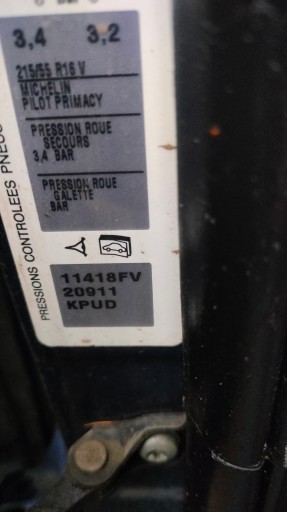 3,4 3,2
215/55 R16 V
MICHELIN
PILOT PRIMACY
PRESSION ROUE
SECOURS
3,4 BAR
PRESSION ROUE
GALETTE
BAR
PRESSIONS CONTROLEES PNEUS
11418FV
20911
KPUD